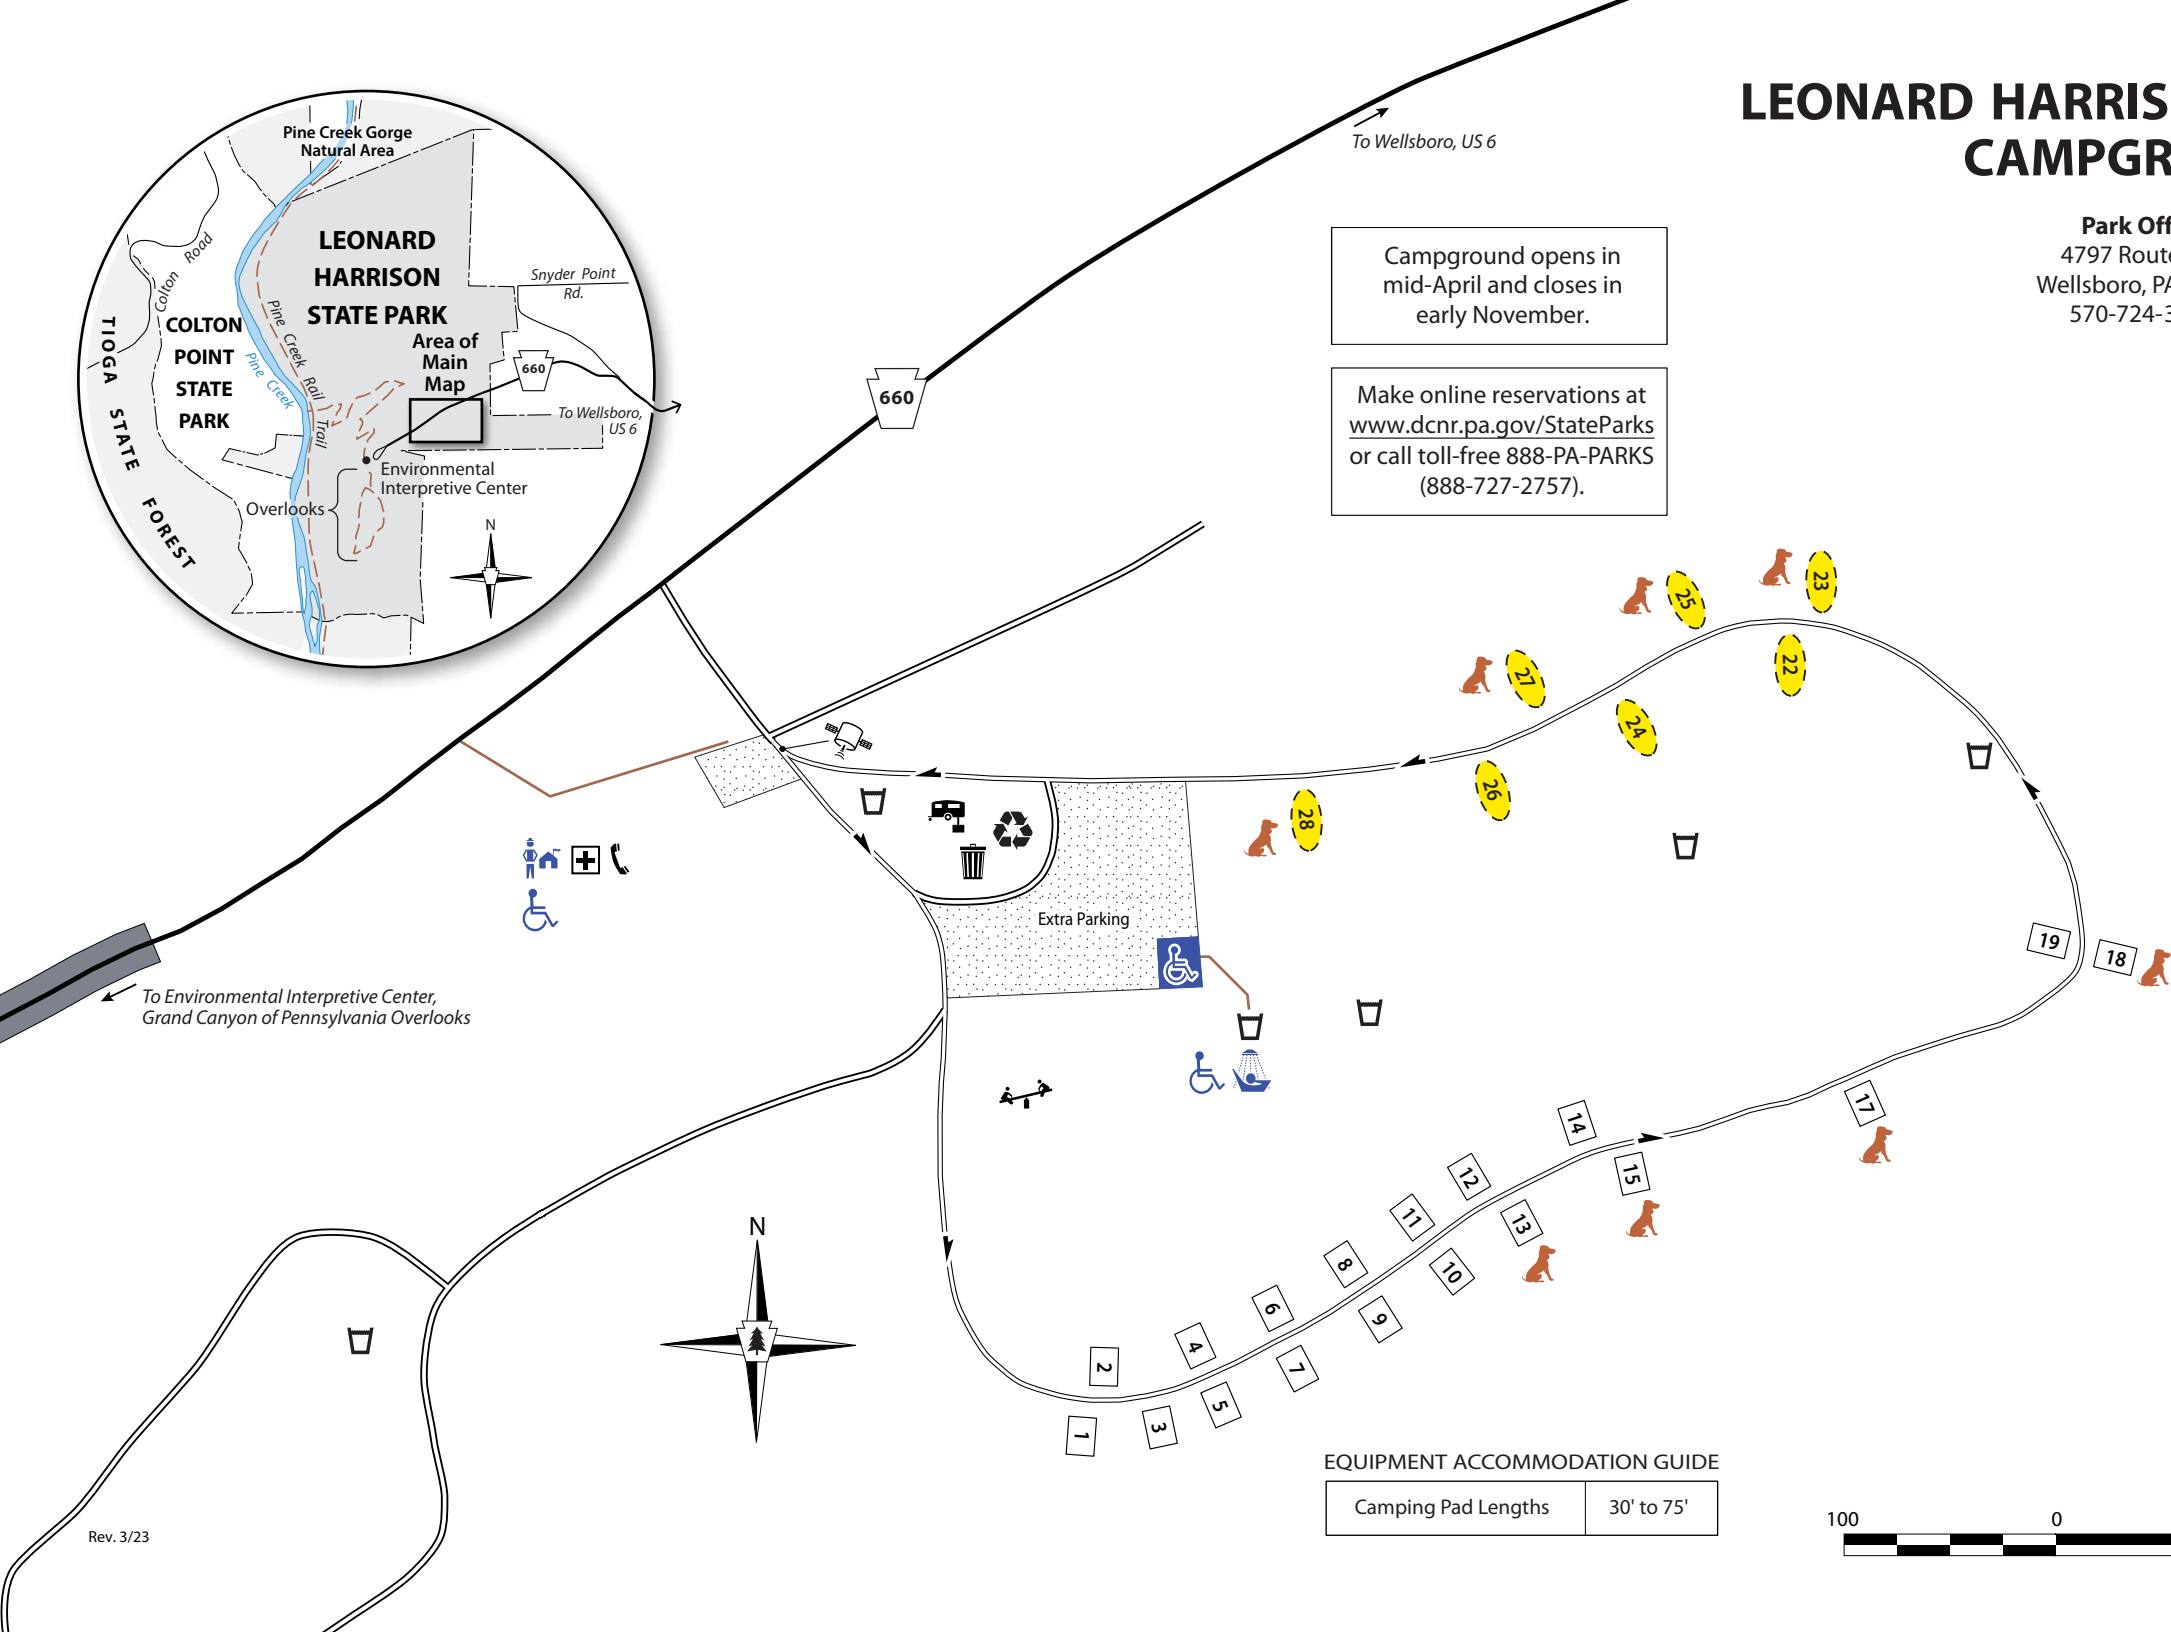 LEONARD HARRIS
CAMPGR
Park Off
4797 Route
Wellsboro, PA
570-724-3
To Wellsboro, US 6
Campground opens in
mid-April and closes in
early November.
Make online reservations at
www.dcnr.pa.gov/StateParks
or call toll-free 888-PA-PARKS
(888-727-2757).
660
Pine Creek Gorge
Natural Area
LEONARD
HARRISON
STATE PARK
Snyder Point
Rd.
Colton Road
COLTON
POINT
STATE
PARK
TIOGA STATE FOREST
Pine Creek
Pine Creek Rail Trail
Area of
Main
Map
660
To Wellsboro,
US 6
Environmental
Interpretive Center
Overlooks
N
23
25
22
27
24
26
28
Extra Parking
19
18
To Environmental Interpretive Center,
Grand Canyon of Pennsylvania Overlooks
17
14
15
12
13
11
10
8
9
6
7
4
5
2
3
1
N
EQUIPMENT ACCOMMODATION GUIDE
Camping Pad Lengths 30' to 75'
100 0
Rev. 3/23